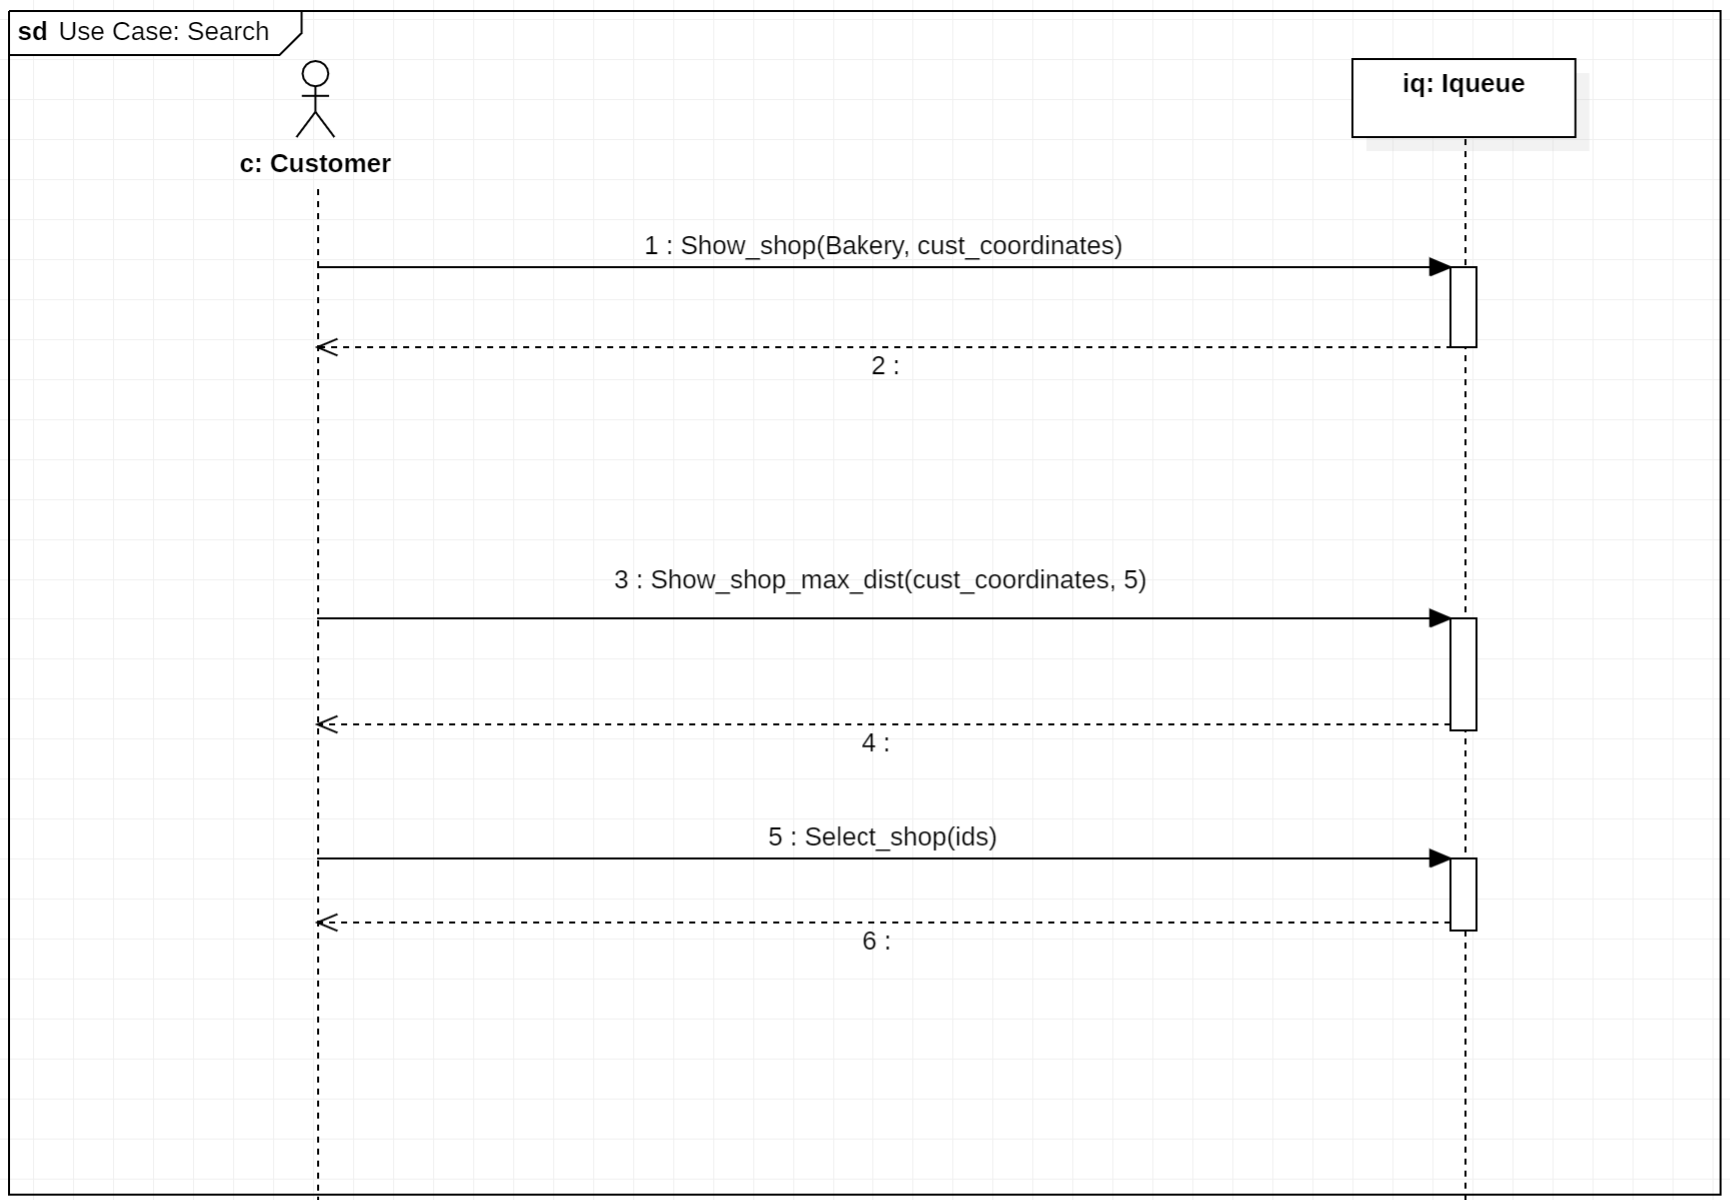 sd Use Case: Search
c: Customer
iq: Iqueue
1 : Show_shop(Bakery, cust_coordinates)
2 :
3 : Show_shop_max_dist(cust_coordinates, 5)
4 :
5 : Select_shop(ids)
6 :